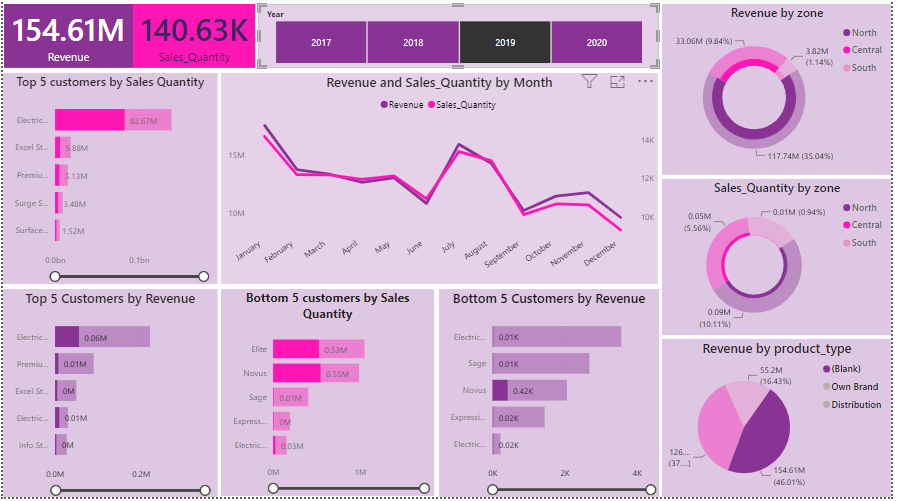 154.61M
Revenue
140.63K
Sales_Quantity
Year
2017
2018
2019
2020
Revenue by zone
33.06M (9.84%)
3.82M
(1.14%)
117.74M (35.04%)
North
Central
South
Top 5 customers by Sales Quantity
Electric...
82.67M
Excel St...
5.88M
Premiu...
5.13M
Surge S...
3.48M
Surface...
1.52M
0.0bn
0.1bn
Revenue and Sales_Quantity by Month
Revenue
Sales_Quantity
15M
10M
14K
12K
10K
January
February
March
April
May
June
July
August
September
October
November
December
Sales_Quantity by zone
0.05M
(5.56%)
0.01M (0.94%)
0.09M
(10.11%)
North
Central
South
Top 5 Customers by Revenue
Electric...
0.06M
Premiu...
0.01M
Excel St...
0M
Electric...
0.01M
Info St...
0M
0.0M
0.2M
Bottom 5 customers by Sales
Quantity
Elite
0.53M
Novus
0.55M
Sage
0.01M
Express...
0M
Electric...
0.03M
0M
1M
Bottom 5 Customers by Revenue
Electric...
0.01K
Sage
0.01K
Novus
0.42K
Expressi...
0.02K
Electric...
0.02K
0K
2K
4K
Revenue by product_type
55.2M
(16.43%)
126....
(37....)
154.61M
(46.01%)
(Blank)
Own Brand
Distribution